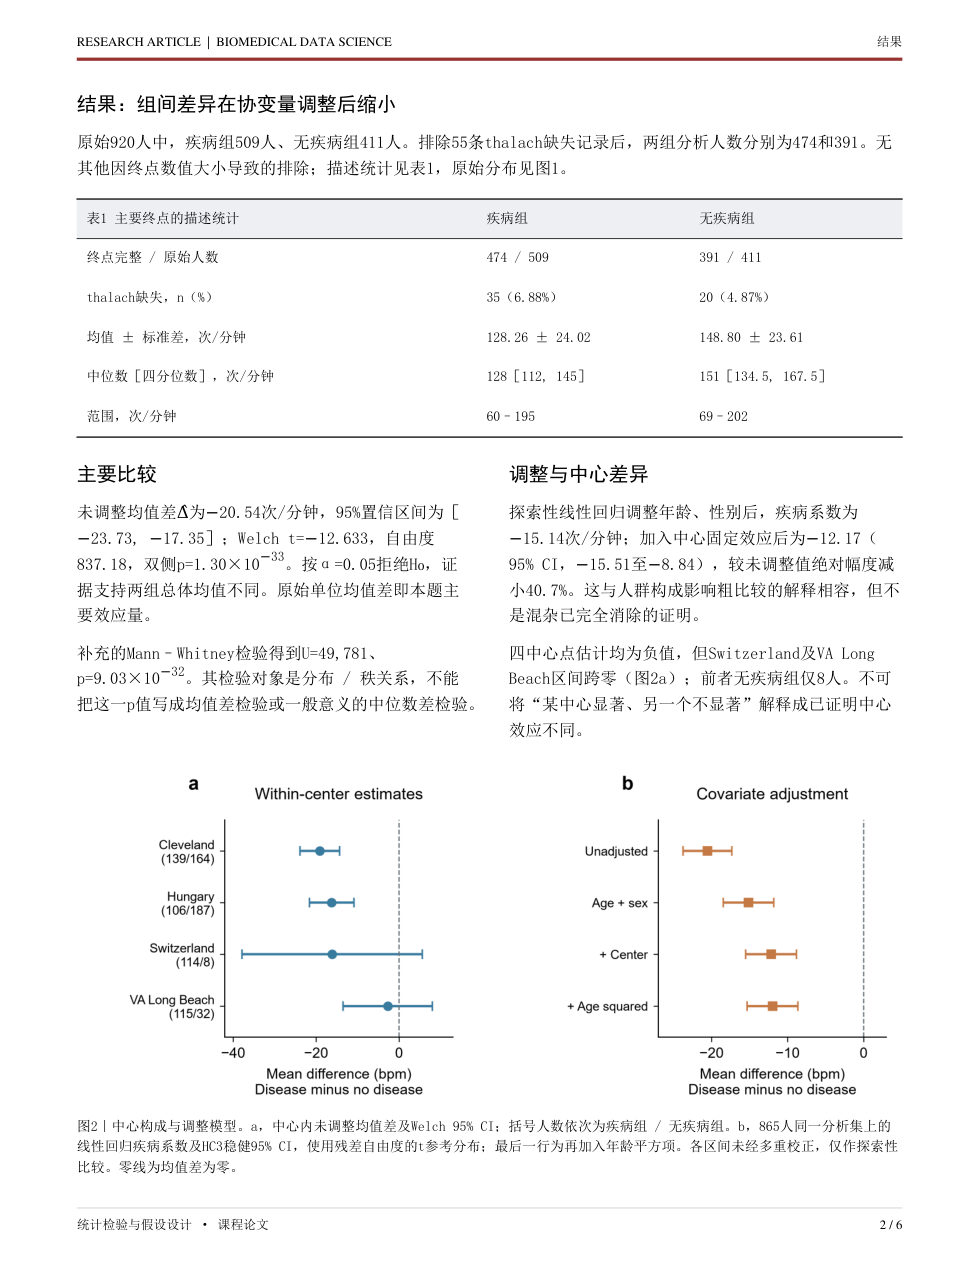 RESEARCH ARTICLE | BIOMEDICAL DATA SCIENCE
结果
结果：组间差异在协变量调整后缩小
原始920人中，疾病组509人、无疾病组411人。排除55条thalach缺失记录后，两组分析人数分别为474和391。无
其他因终点数值大小导致的排除；描述统计见表1，原始分布见图1。
表1 主要终点的描述统计 疾病组 无疾病组
终点完整 / 原始人数 474 / 509 391 / 411
thalach缺失，n（%） 35（6.88%） 20（4.87%）
均值 ± 标准差，次/分钟 128.26 ± 24.02 148.80 ± 23.61
中位数［四分位数］，次/分钟 128［112, 145］ 151［134.5, 167.5］
范围，次/分钟 60–195 69–202
主要比较
未调整均值差Δ̂为−20.54次/分钟，95%置信区间为［
−23.73, −17.35］；Welch t=−12.633，自由度
837.18，双侧p=1.30×10⁻³³。按α=0.05拒绝H₀，证
据支持两组总体均值不同。原始单位均值差即本题主
要效应量。
补充的Mann–Whitney检验得到U=49,781、
p=9.03×10⁻³²。其检验对象是分布 / 秩关系，不能
把这一p值写成均值差检验或一般意义的中位数差检验。
调整与中心差异
探索性线性回归调整年龄、性别后，疾病系数为
−15.14次/分钟；加入中心固定效应后为−12.17（
95% CI，−15.51至−8.84），较未调整值绝对幅度减
小40.7%。这与人群构成影响粗比较的解释相容，但不
是混杂已完全消除的证明。
四中心点估计均为负值，但Switzerland及VA Long
Beach区间跨零（图2a）；前者无疾病组仅8人。不可
将“某中心显著、另一个不显著”解释成已证明中心
效应不同。
a
Within-center estimates
Cleveland
(139/164)
Hungary
(106/187)
Switzerland
(114/8)
VA Long Beach
(115/32)
−40 −20 0
Mean difference (bpm)
Disease minus no disease
b
Covariate adjustment
Unadjusted
Age + sex
+ Center
+ Age squared
−20 −10 0
Mean difference (bpm)
Disease minus no disease
图2｜中心构成与调整模型。a，中心内未调整均值差及Welch 95% CI；括号人数依次为疾病组 / 无疾病组。b，865人同一分析集上的
线性回归疾病系数及HC3稳健95% CI，使用残差自由度的t参考分布；最后一行为再加入年龄平方项。各区间未经多重校正，仅作探索性
比较。零线为均值差为零。
统计检验与假设设计 • 课程论文
2 / 6